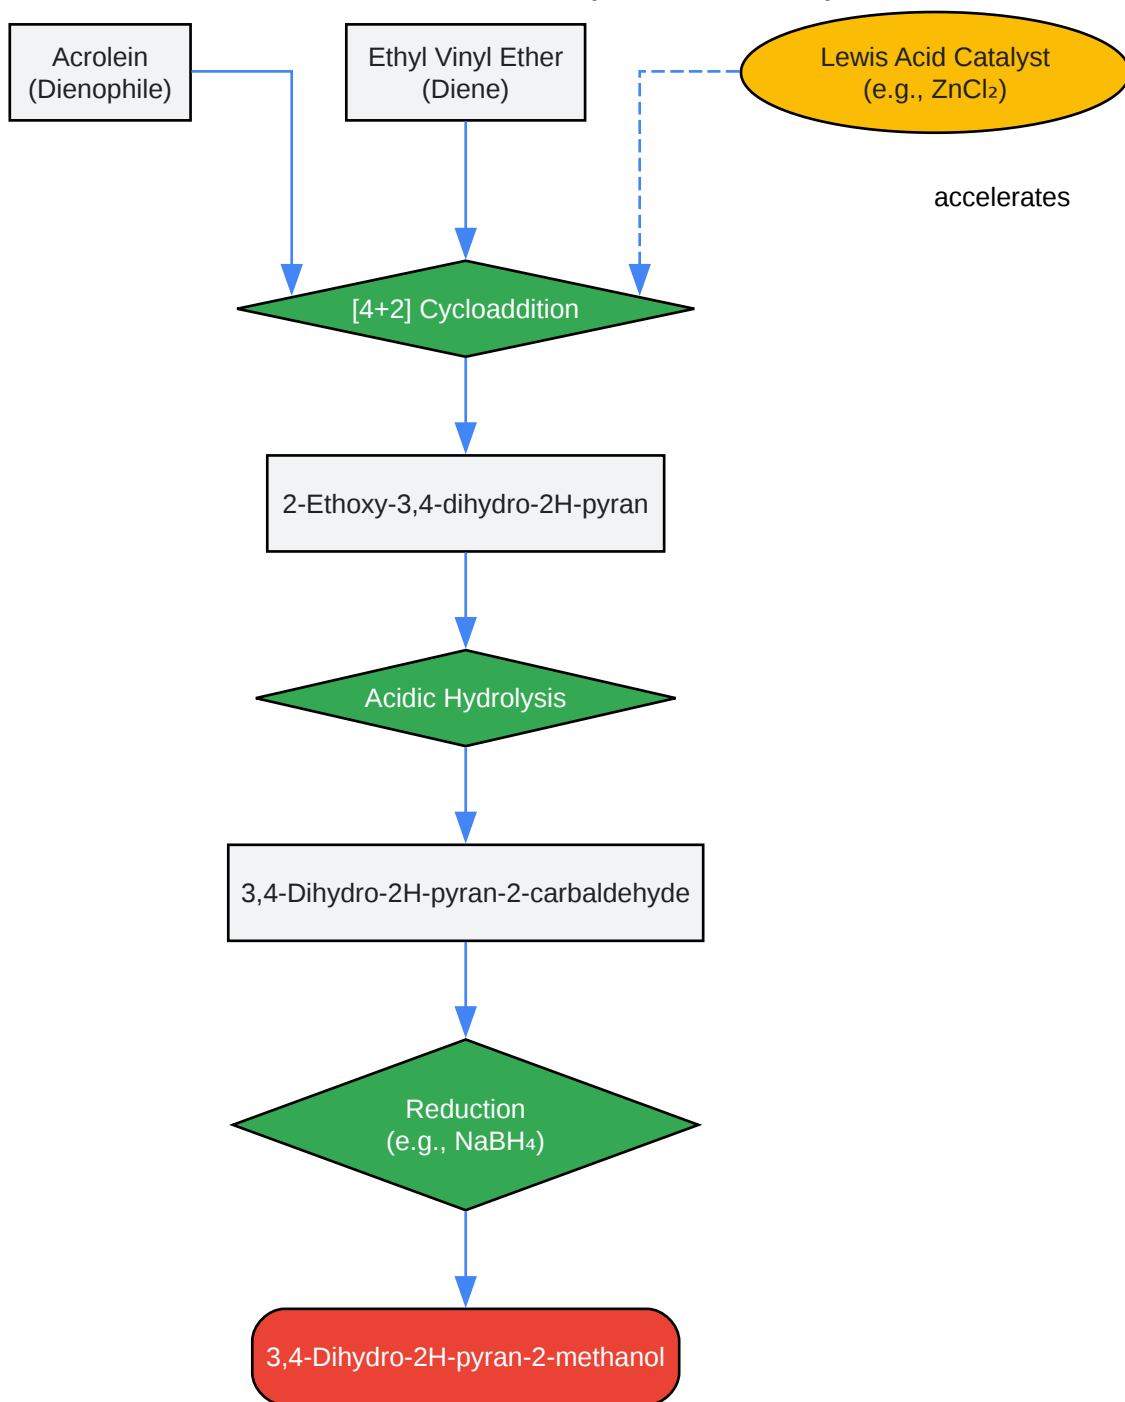 Acrolein
(Dienophile)
Ethyl Vinyl Ether
(Diene)
Lewis Acid Catalyst
(e.g., ZnCl₂)
accelerates
[4+2] Cycloaddition
2-Ethoxy-3,4-dihydro-2H-pyran
Acidic Hydrolysis
3,4-Dihydro-2H-pyran-2-carbaldehyde
Reduction
(e.g., NaBH₄)
3,4-Dihydro-2H-pyran-2-methanol